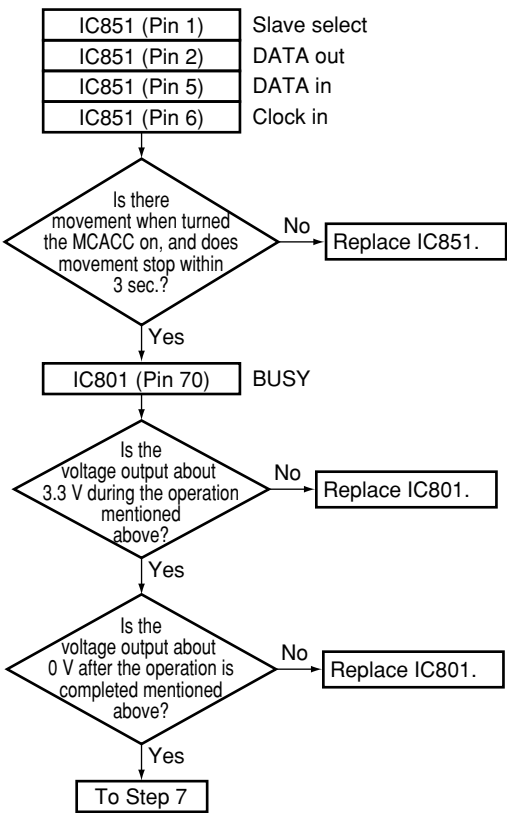 IC851 (Pin 1) Slave select
IC851 (Pin 2) DATA out
IC851 (Pin 5) DATA in
IC851 (Pin 6) Clock in
Is there
movement when turned
the MCACC on, and does
movement stop within
3 sec.?
No
Replace IC851.
Yes
IC801 (Pin 70) BUSY
Is the
voltage output about
3.3 V during the operation
mentioned
above?
No
Replace IC801.
Yes
Is the
voltage output about
0 V after the operation is
completed mentioned
above?
No
Replace IC801.
Yes
To Step 7